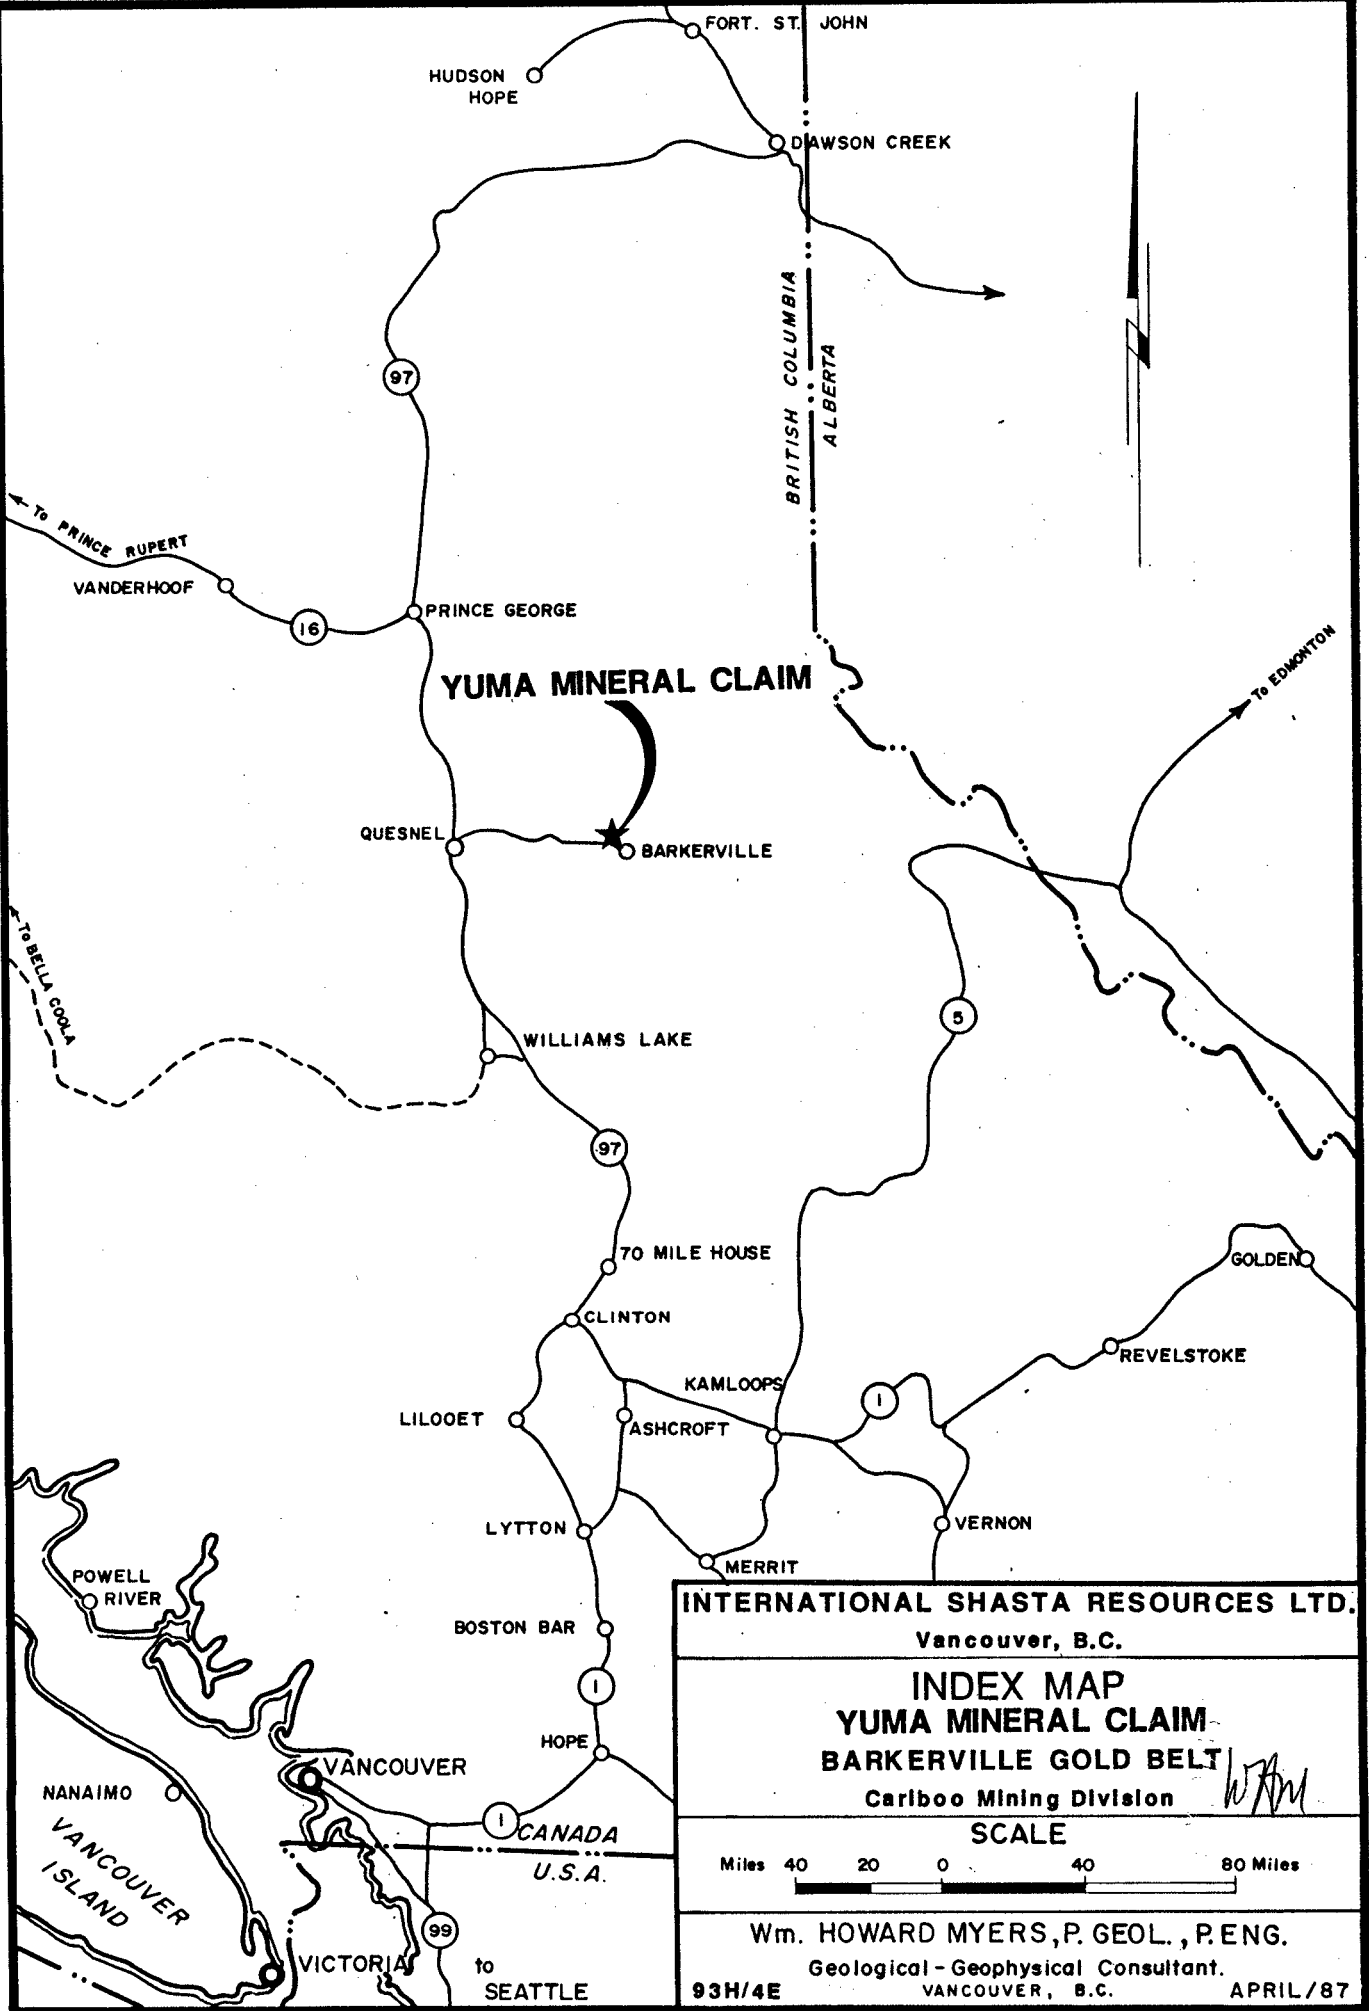 FORT. ST. JOHN
HUDSON
HOPE
DAWSON CREEK
BRITISH COLUMBIA
ALBERTA
97
To PRINCE RUPERT
VANDERHOOF
16
PRINCE GEORGE
YUMA MINERAL CLAIM
To EDMONTON
QUESNEL
BARKERVILLE
To BELLA COOLA
5
WILLIAMS LAKE
97
70 MILE HOUSE
GOLDEN
CLINTON
REVELSTOKE
KAMLOOPS
1
LILOOET
ASHCROFT
LYTTON
VERNON
MERRIT
POWELL
RIVER
BOSTON BAR
1
HOPE
VANCOUVER
NANAIMO
1
CANADA
U.S.A.
VANCOUVER
ISLAND
99
VICTORIA
to
SEATTLE
INTERNATIONAL SHASTA RESOURCES LTD.
Vancouver, B.C.
INDEX MAP
YUMA MINERAL CLAIM
BARKERVILLE GOLD BELT
Cariboo Mining Division
SCALE
Miles 40 20 0 40 80 Miles
Wm. HOWARD MYERS, P. GEOL., P. ENG.
Geological - Geophysical Consultant.
93H/4E VANCOUVER, B.C. APRIL/87